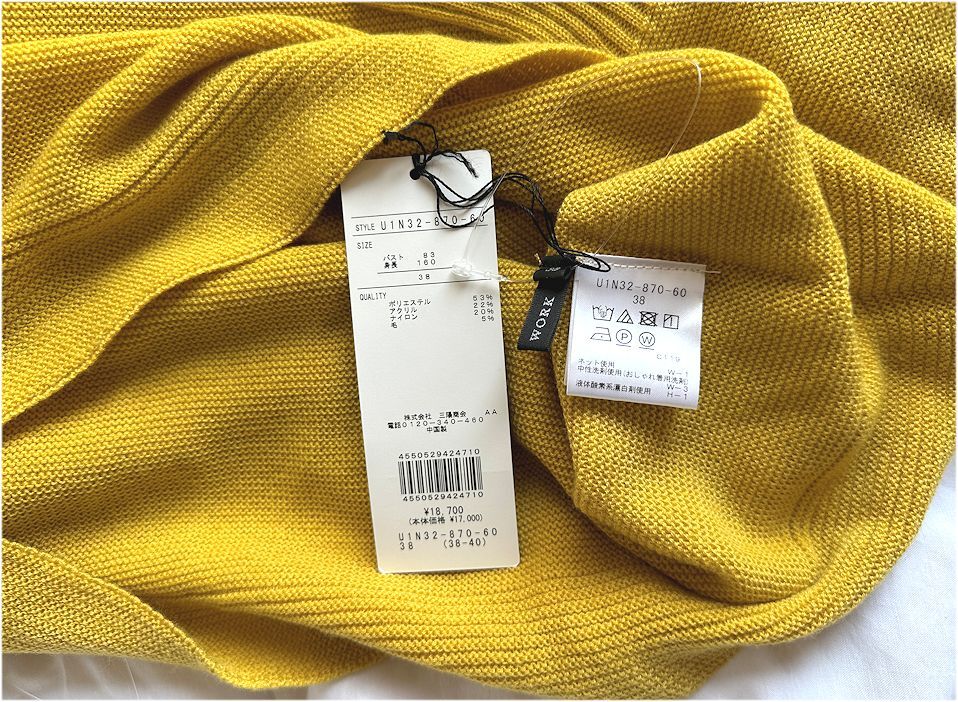 STYLE U1N32-870-60
SIZE
バスト 83
身長 160
38
QUALITY
ポリエステル 53%
アクリル 22%
ナイロン 20%
毛 5%
株式会社 三陽商会 AA
電話0120-340-460
中国製
4550529424710
4550529424710
¥18,700
(本体価格 ¥17,000)
U1N32-870-60
38 (38-40)
38
WORK
U1N32-870-60
38
ネット使用 W-1
中性洗剤使用(おしゃれ着用洗剤)
W-3
液体酸素系漂白剤使用 H-1